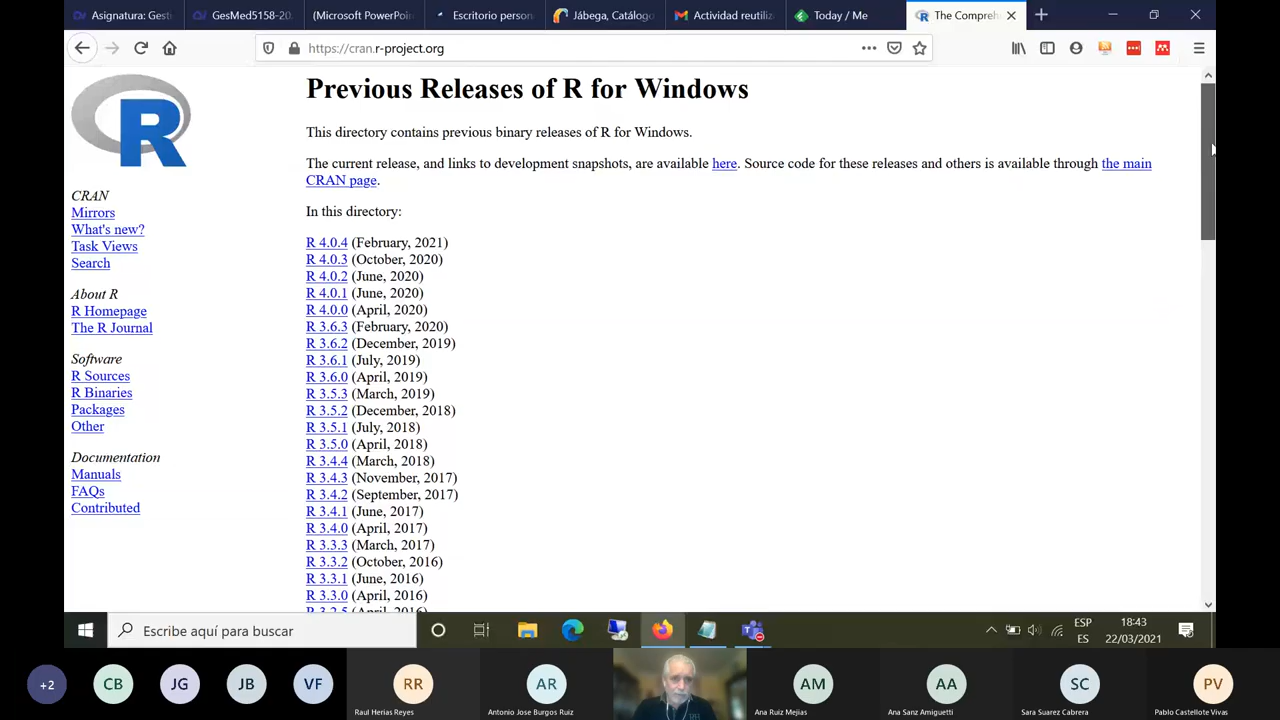 Asignatura: Gesti
GesMed5158-20
(Microsoft PowerPoin
Escritorio person
Jábega, Catálogo
Actividad reutiliz
Today / Me
The Compreh
https://cran.r-project.org
R
Previous Releases of R for Windows
This directory contains previous binary releases of R for Windows.
The current release, and links to development snapshots, are available here. Source code for these releases and others is available through the main
CRAN page.
In this directory:
R 4.0.4 (February, 2021)
R 4.0.3 (October, 2020)
R 4.0.2 (June, 2020)
R 4.0.1 (June, 2020)
R 4.0.0 (April, 2020)
R 3.6.3 (February, 2020)
R 3.6.2 (December, 2019)
R 3.6.1 (July, 2019)
R 3.6.0 (April, 2019)
R 3.5.3 (March, 2019)
R 3.5.2 (December, 2018)
R 3.5.1 (July, 2018)
R 3.5.0 (April, 2018)
R 3.4.4 (March, 2018)
R 3.4.3 (November, 2017)
R 3.4.2 (September, 2017)
R 3.4.1 (June, 2017)
R 3.4.0 (April, 2017)
R 3.3.3 (March, 2017)
R 3.3.2 (October, 2016)
R 3.3.1 (June, 2016)
R 3.3.0 (April, 2016)
R 3.2.5 (April, 2016)
CRAN
Mirrors
What's new?
Task Views
Search
About R
R Homepage
The R Journal
Software
R Sources
R Binaries
Packages
Other
Documentation
Manuals
FAQs
Contributed
Escribe aquí para buscar
ESP
ES
18:43
22/03/2021
+2
CB
JG
JB
VF
RR
AR
AM
AA
SC
PV
Raul Herias Reyes
Antonio Jose Burgos Ruiz
Ana Ruiz Mejias
Ana Sanz Amiguetti
Sara Suarez Cabrera
Pablo Castellote Vivas